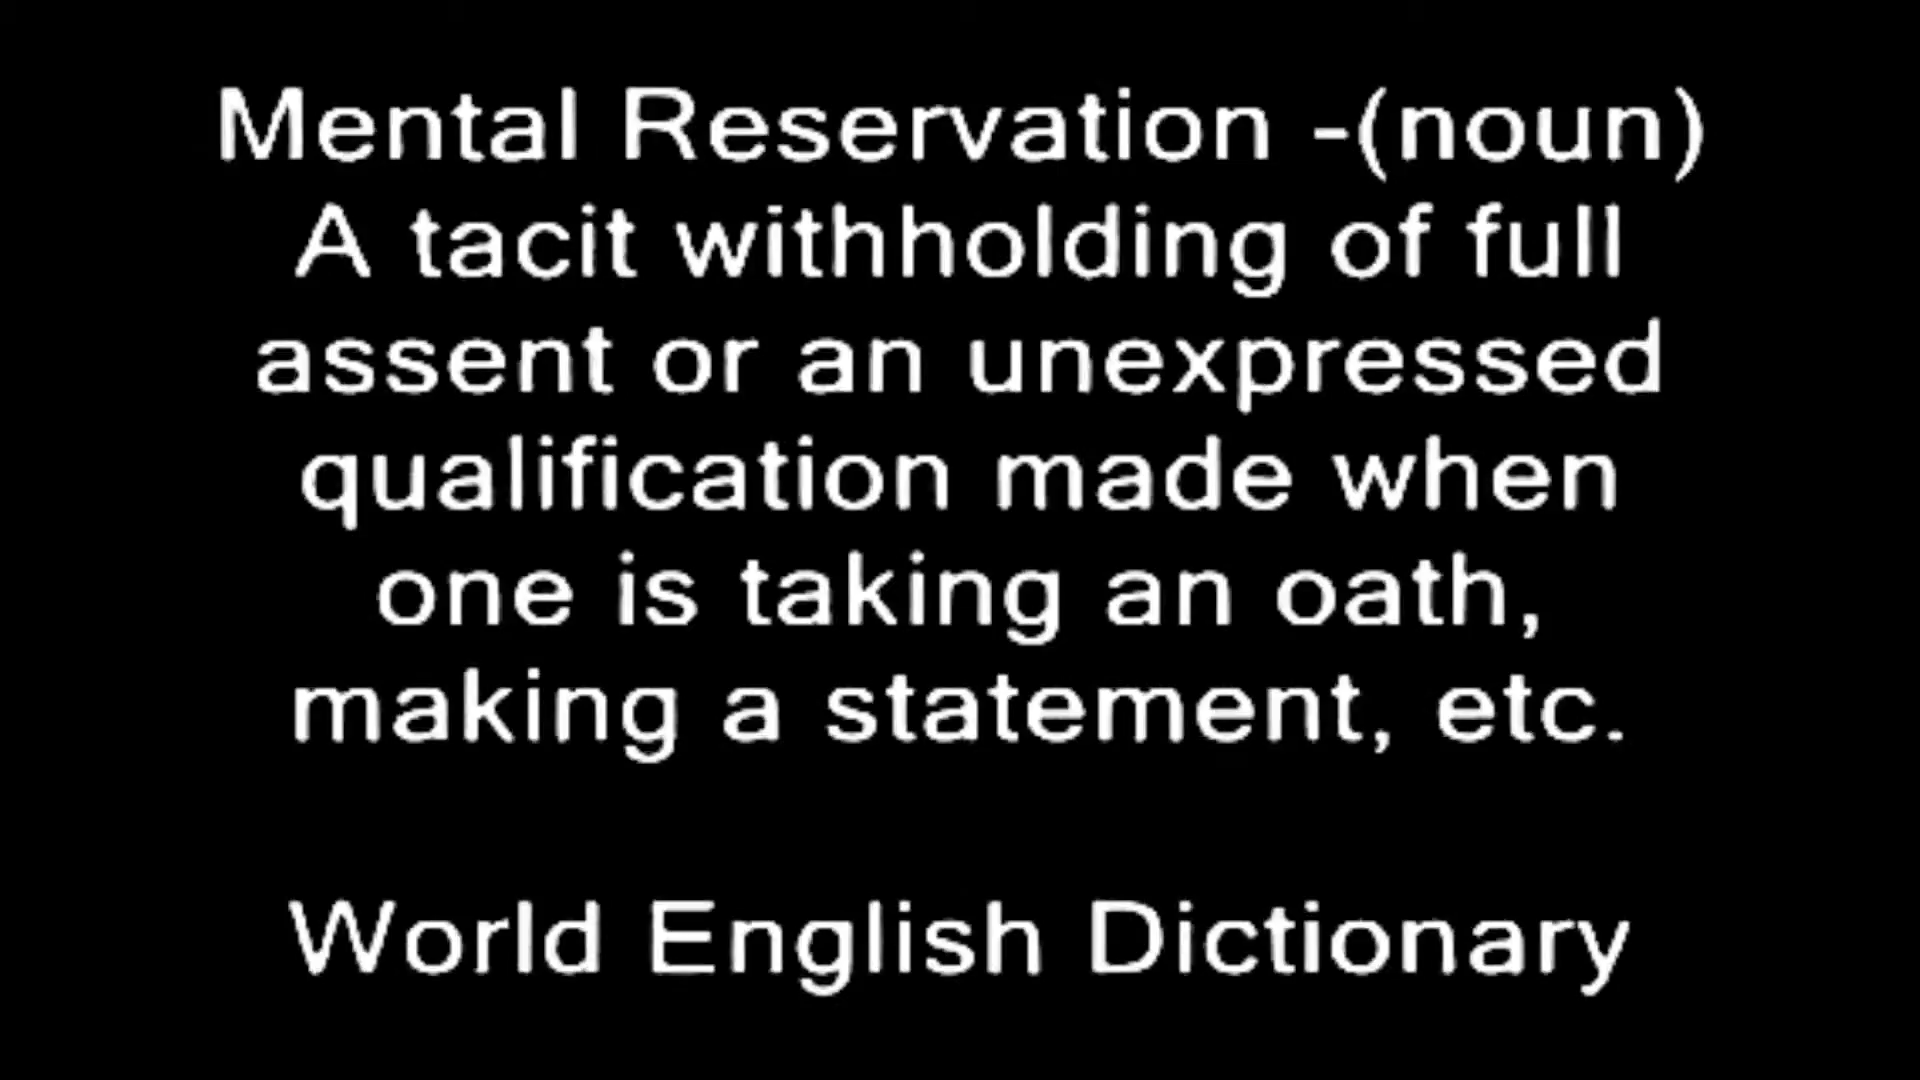 Mental Reservation -(noun)
A tacit withholding of full
assent or an unexpressed
qualification made when
one is taking an oath,
making a statement, etc.
World English Dictionary